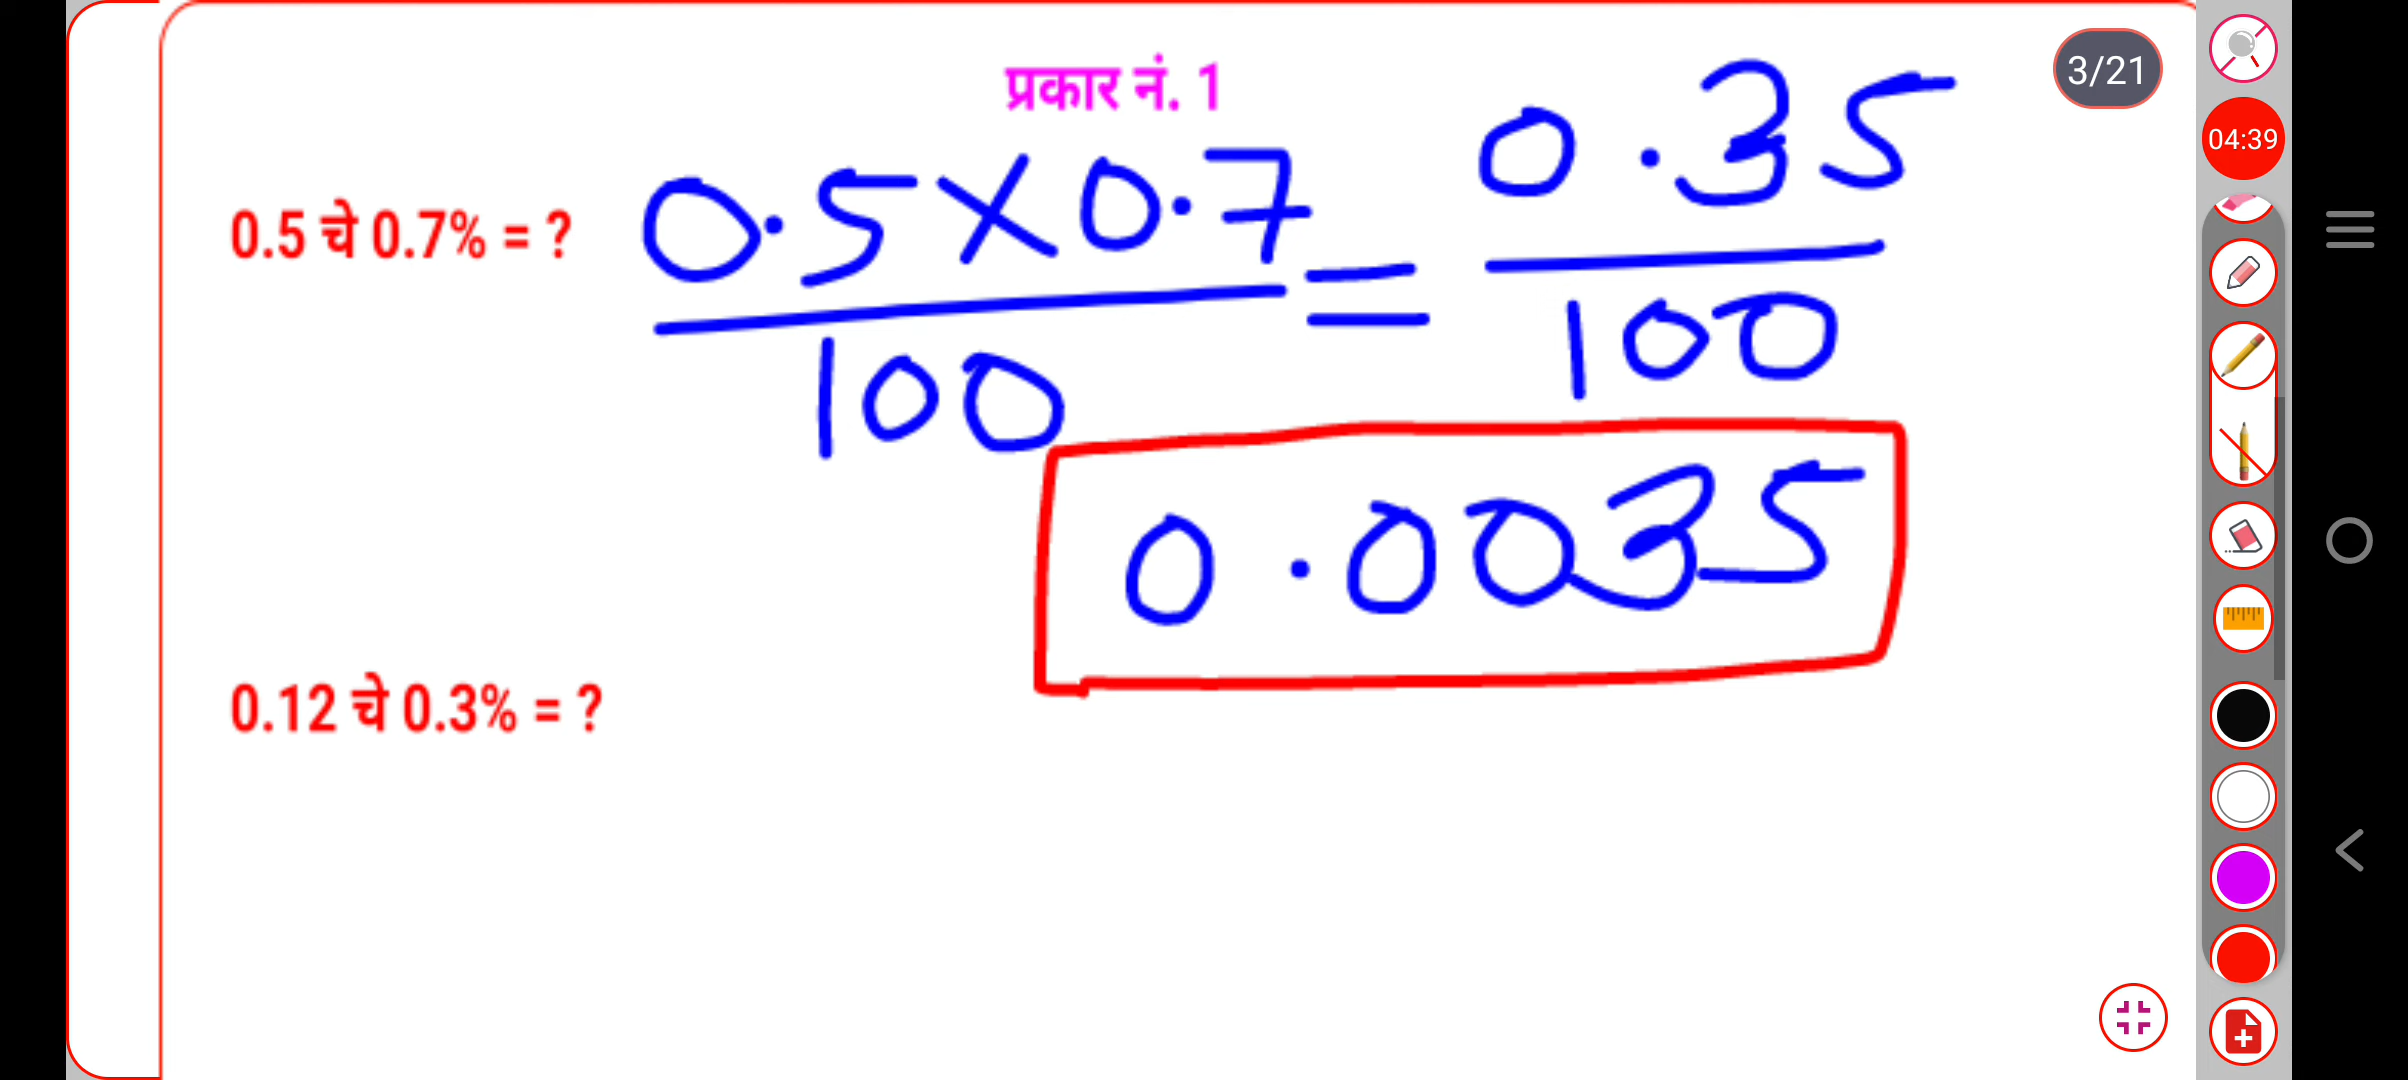 प्रकार नं. 1
3/21
04:39
0.5 चे 0.7% = ?
0.5 × 0.7 / 100 = 0.35 / 100
0.0035
0.12 चे 0.3% = ?